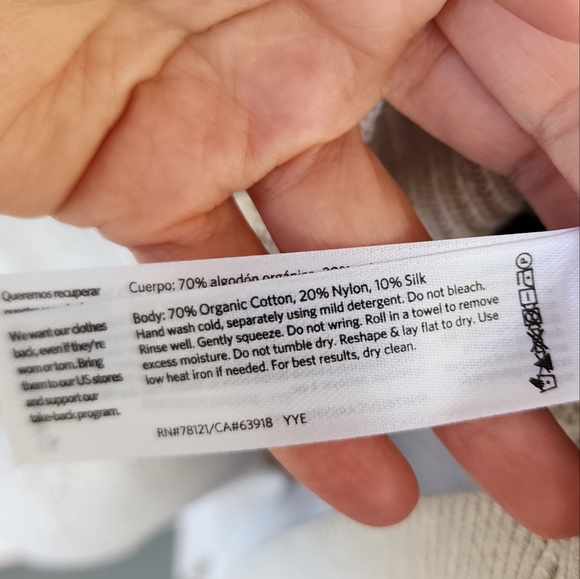 Queremos recuperar
We want our clothes
back, even if they're
worn or torn. Bring
them to our US stores
and support our
take-back program.
Cuerpo: 70% algodón orgánico, 20%
Body: 70% Organic Cotton, 20% Nylon, 10% Silk
Hand wash cold, separately using mild detergent. Do not bleach.
Rinse well. Gently squeeze. Do not wring. Roll in a towel to remove
excess moisture. Do not tumble dry. Reshape & lay flat to dry. Use
low heat iron if needed. For best results, dry clean.
RN#78121/CA#63918 YYE
P